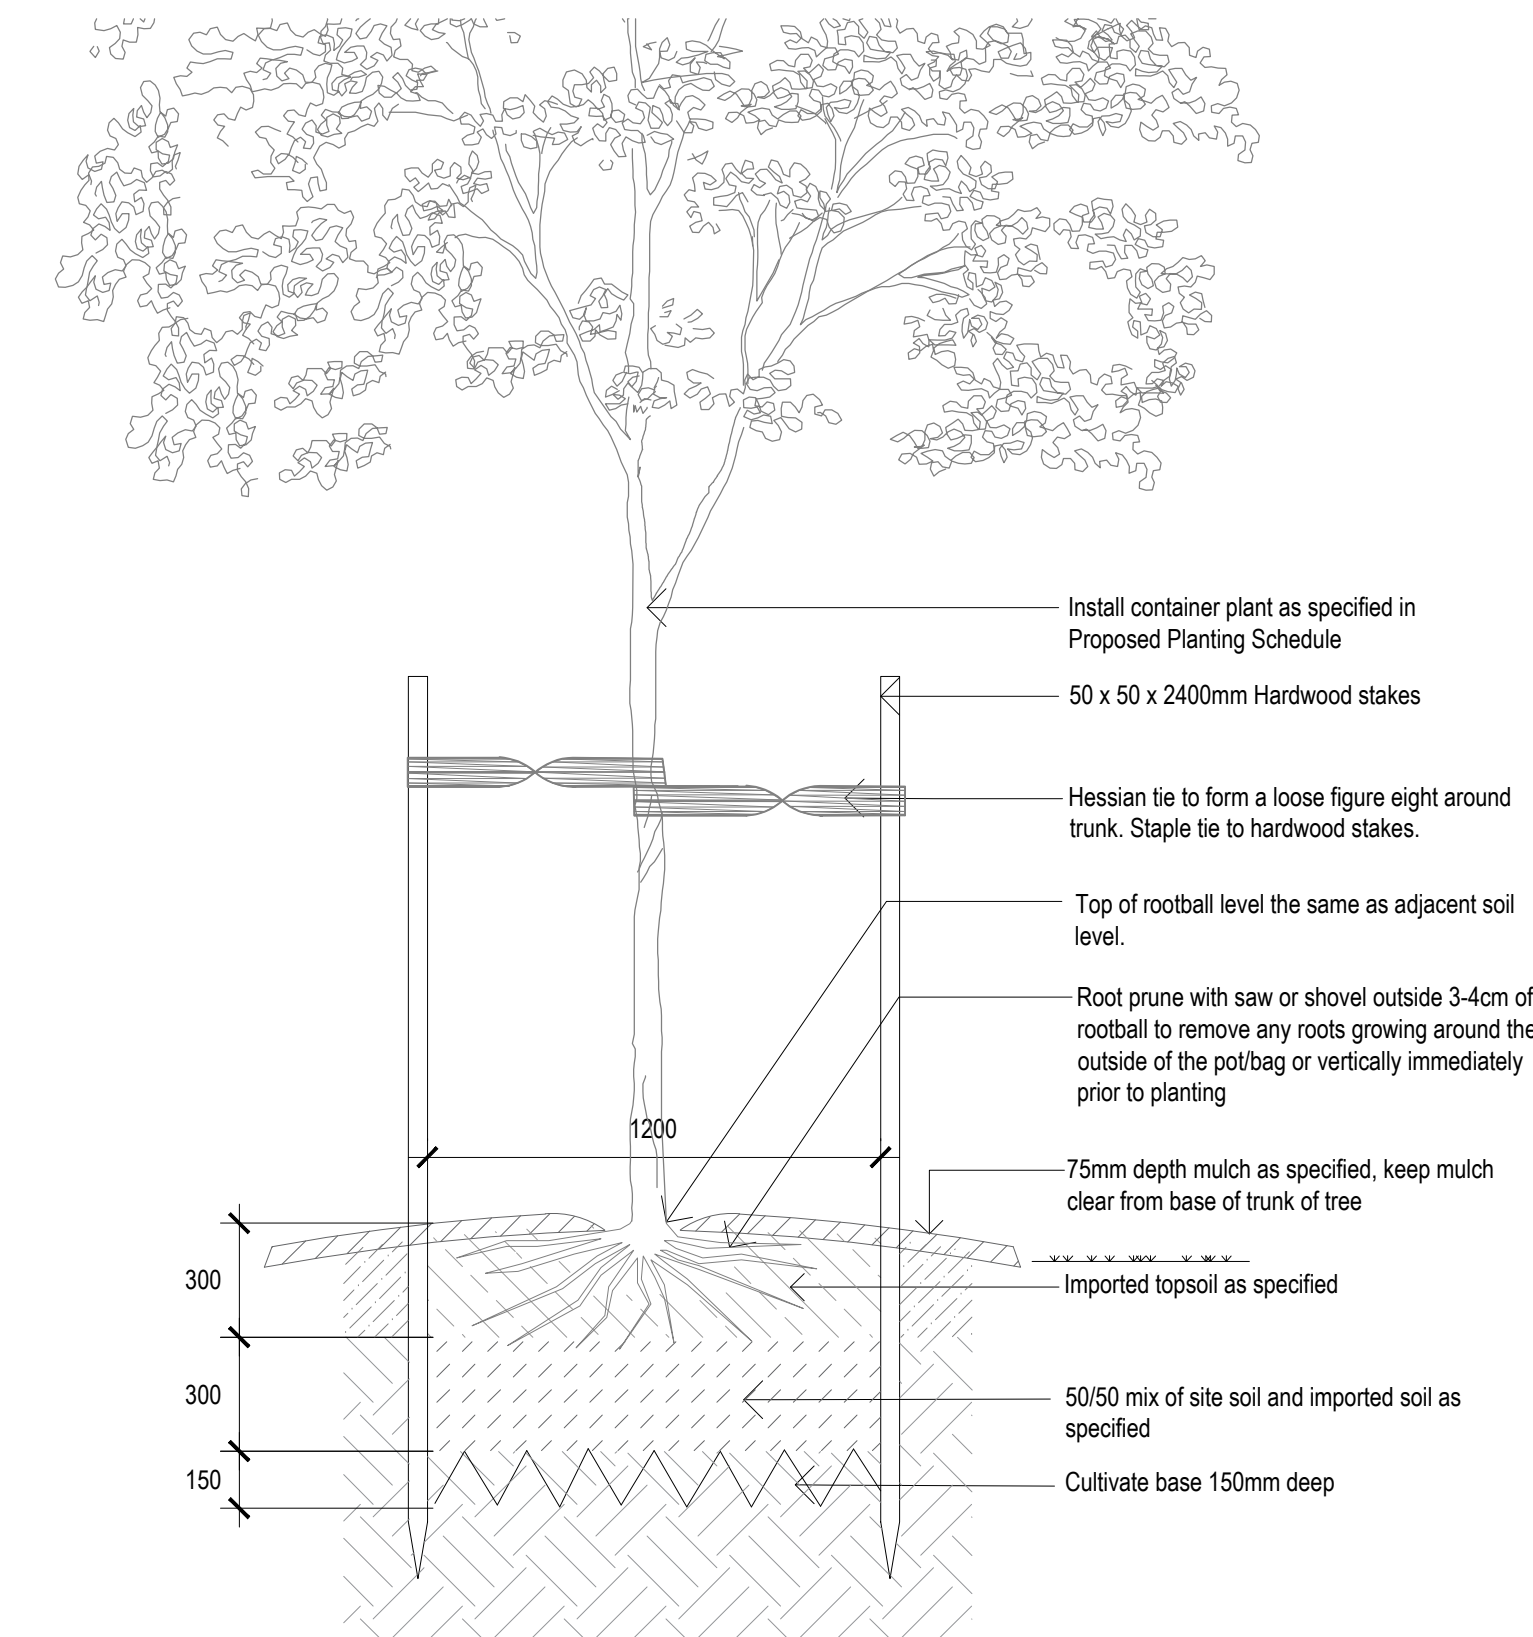 Install container plant as specified in
Proposed Planting Schedule
50 x 50 x 2400mm Hardwood stakes
Hessian tie to form a loose figure eight around
trunk. Staple tie to hardwood stakes.
Top of rootball level the same as adjacent soil
level.
Root prune with saw or shovel outside 3-4cm of
rootball to remove any roots growing around the
outside of the pot/bag or vertically immediately
prior to planting
1200
75mm depth mulch as specified, keep mulch
clear from base of trunk of tree
300
Imported topsoil as specified
300
50/50 mix of site soil and imported soil as
specified
150
Cultivate base 150mm deep